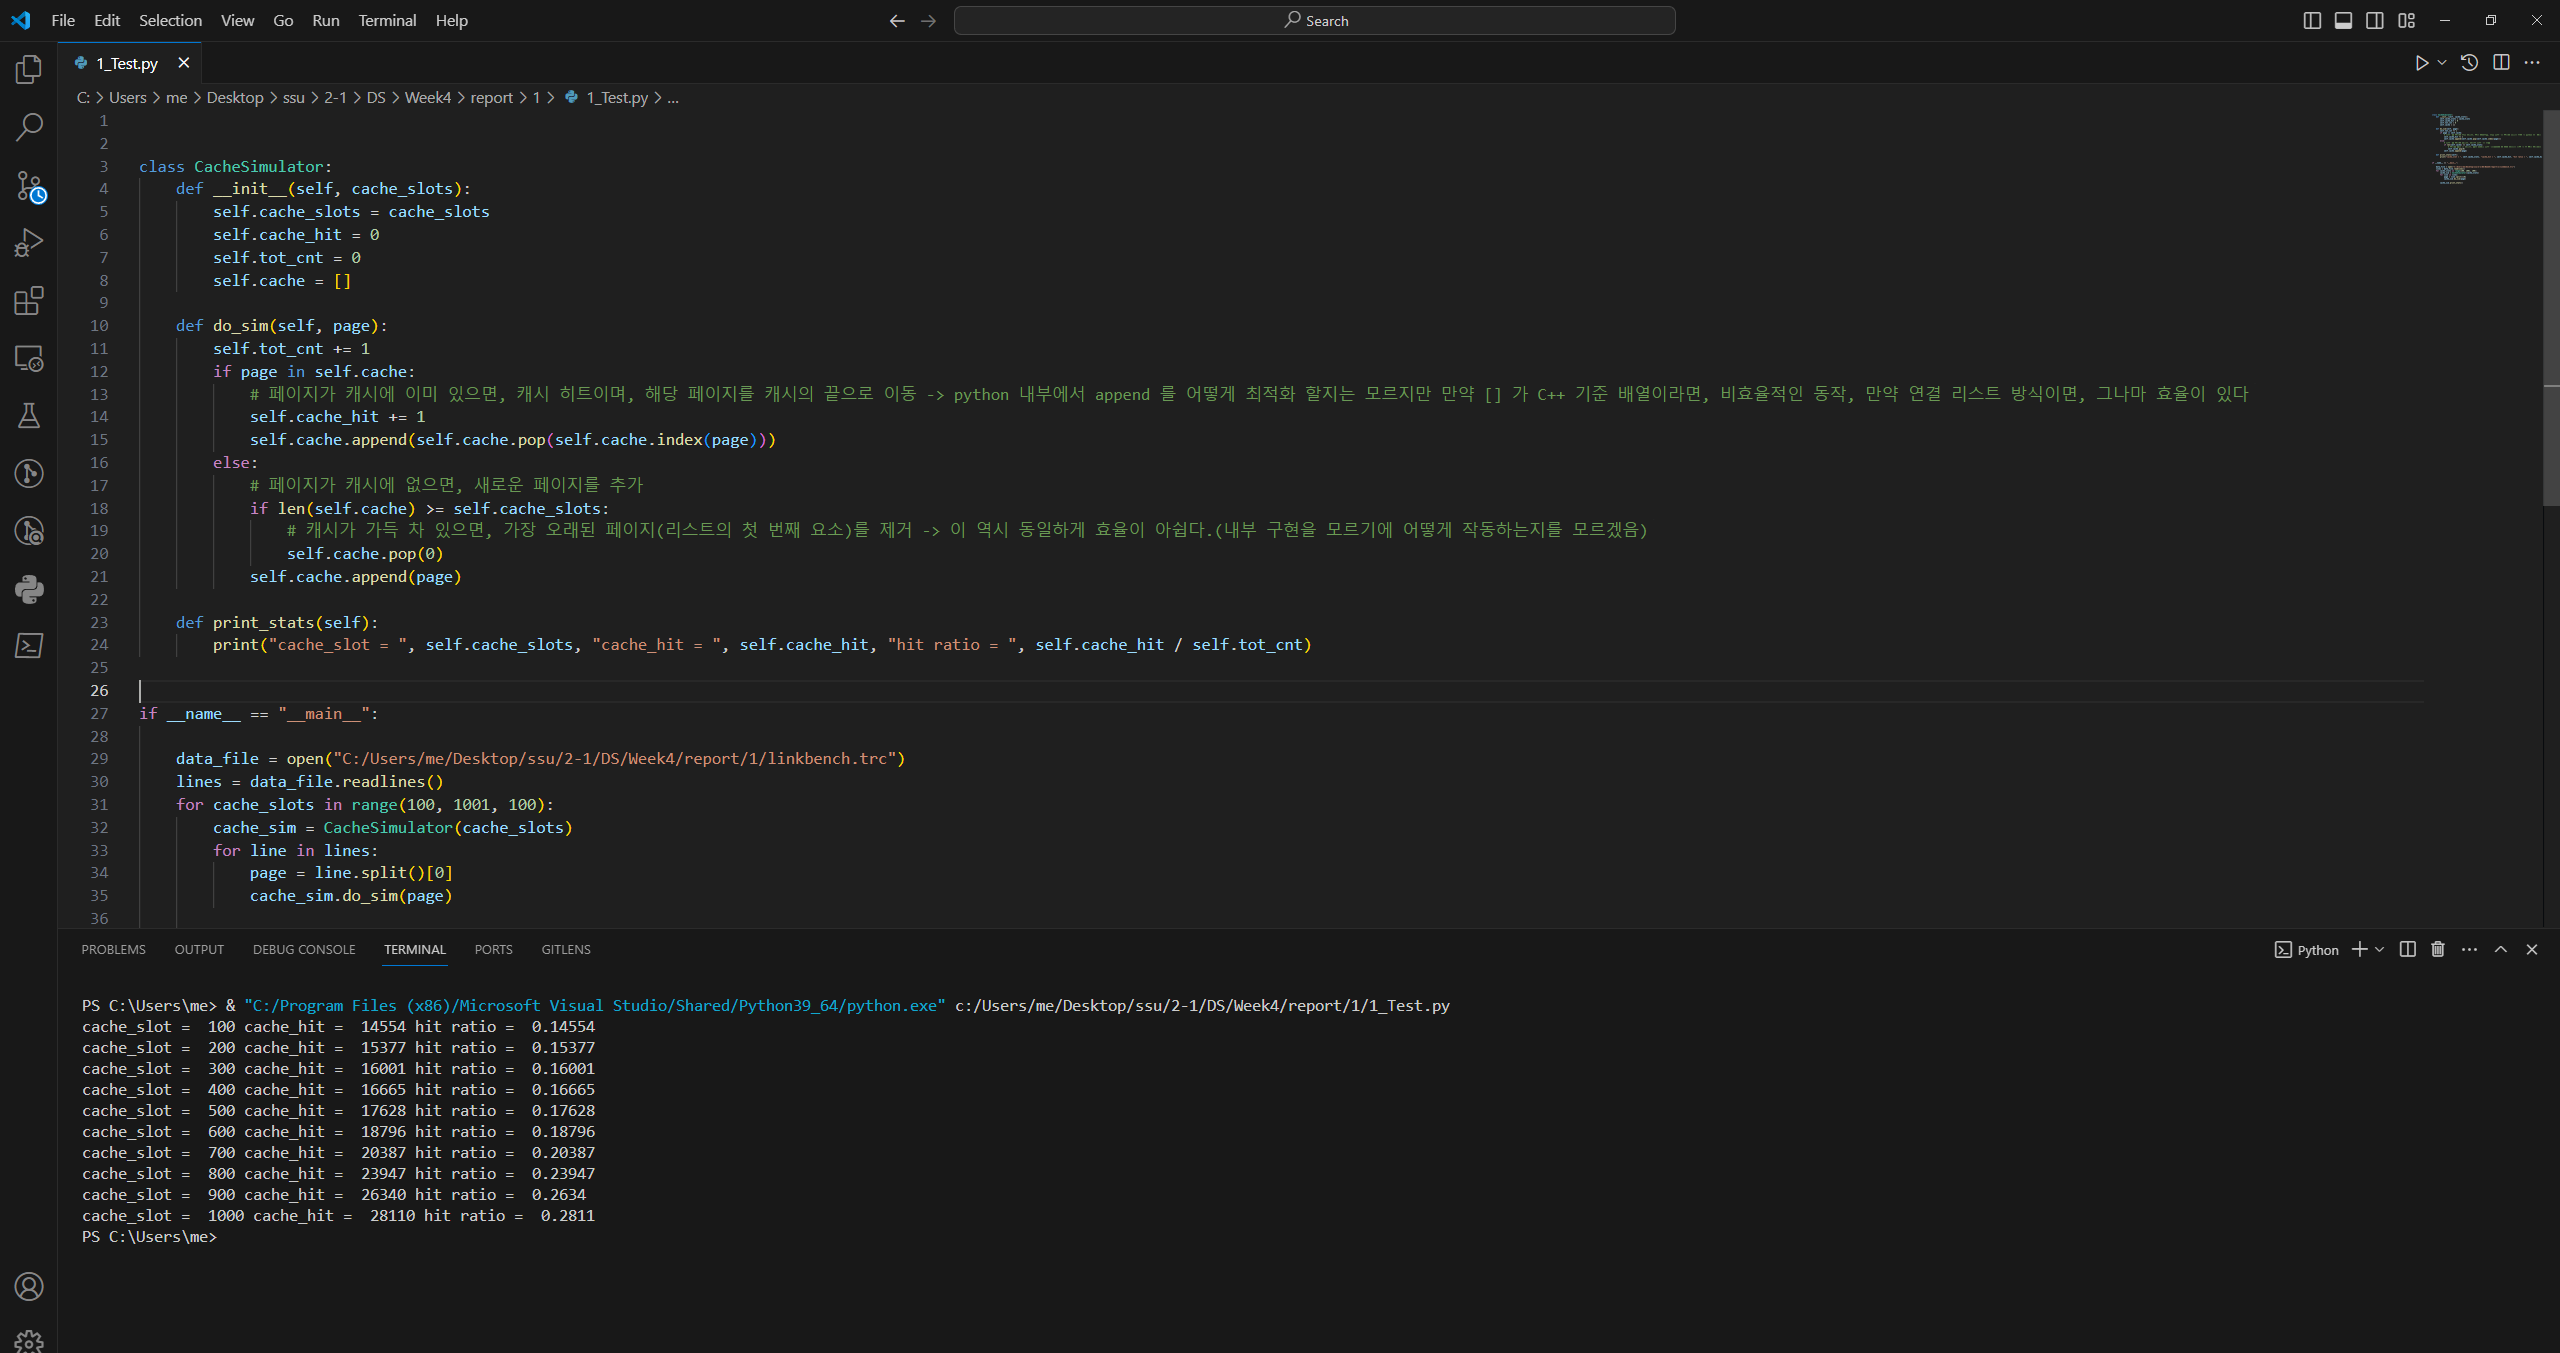 File Edit Selection View Go Run Terminal Help
Search
1_Test.py
C: > Users > me > Desktop > ssu > 2-1 > DS > Week4 > report > 1 > 1_Test.py > ...
1
2
3 class CacheSimulator:
4 def __init__(self, cache_slots):
5 self.cache_slots = cache_slots
6 self.cache_hit = 0
7 self.tot_cnt = 0
8 self.cache = []
9
10 def do_sim(self, page):
11 self.tot_cnt += 1
12 if page in self.cache:
13 # 페이지가 캐시에 이미 있으면, 캐시 히트이며, 해당 페이지를 캐시의 끝으로 이동 -> python 내부에서 append 를 어떻게 최적화 할지는 모르지만 만약 [] 가 C++ 기준 배열이라면, 비효율적인 동작, 만약 연결 리스트 방식이면, 그나마 효율이 있다
14 self.cache_hit += 1
15 self.cache.append(self.cache.pop(self.cache.index(page)))
16 else:
17 # 페이지가 캐시에 없으면, 새로운 페이지를 추가
18 if len(self.cache) >= self.cache_slots:
19 # 캐시가 가득 차 있으면, 가장 오래된 페이지(리스트의 첫 번째 요소)를 제거 -> 이 역시 동일하게 효율이 아쉽다.(내부 구현을 모르기에 어떻게 작동하는지를 모르겠음)
20 self.cache.pop(0)
21 self.cache.append(page)
22
23 def print_stats(self):
24 print("cache_slot = ", self.cache_slots, "cache_hit = ", self.cache_hit, "hit ratio = ", self.cache_hit / self.tot_cnt)
25
26
27 if __name__ == "__main__":
28
29 data_file = open("C:/Users/me/Desktop/ssu/2-1/DS/Week4/report/1/linkbench.trc")
30 lines = data_file.readlines()
31 for cache_slots in range(100, 1001, 100):
32 cache_sim = CacheSimulator(cache_slots)
33 for line in lines:
34 page = line.split()[0]
35 cache_sim.do_sim(page)
36
PROBLEMS OUTPUT DEBUG CONSOLE TERMINAL PORTS GITLENS
Python
PS C:\Users\me> & "C:/Program Files (x86)/Microsoft Visual Studio/Shared/Python39_64/python.exe" c:/Users/me/Desktop/ssu/2-1/DS/Week4/report/1/1_Test.py
cache_slot =  100 cache_hit =  14554 hit ratio =  0.14554
cache_slot =  200 cache_hit =  15377 hit ratio =  0.15377
cache_slot =  300 cache_hit =  16001 hit ratio =  0.16001
cache_slot =  400 cache_hit =  16665 hit ratio =  0.16665
cache_slot =  500 cache_hit =  17628 hit ratio =  0.17628
cache_slot =  600 cache_hit =  18796 hit ratio =  0.18796
cache_slot =  700 cache_hit =  20387 hit ratio =  0.20387
cache_slot =  800 cache_hit =  23947 hit ratio =  0.23947
cache_slot =  900 cache_hit =  26340 hit ratio =  0.2634
cache_slot =  1000 cache_hit =  28110 hit ratio =  0.2811
PS C:\Users\me>